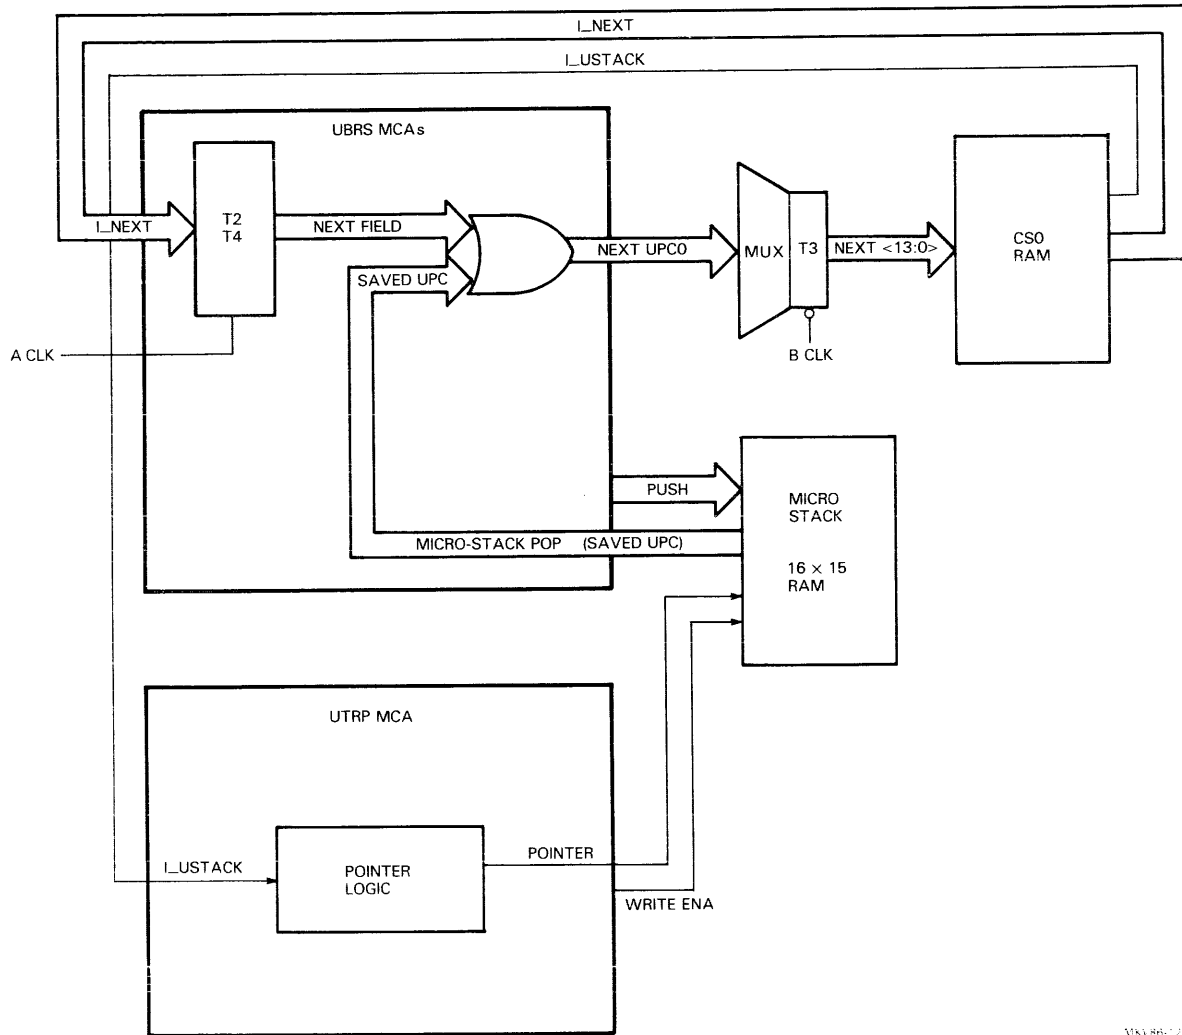 I_NEXT
I_USTACK
UBRS MCAs
T2
T4
I_NEXT
NEXT FIELD
SAVED UPC
NEXT UPC0
MUX
T3
NEXT <13:0>
CS0
RAM
A CLK
B CLK
PUSH
MICRO-STACK POP (SAVED UPC)
MICRO
STACK
16 × 15
RAM
UTRP MCA
I_USTACK
POINTER
LOGIC
POINTER
WRITE ENA